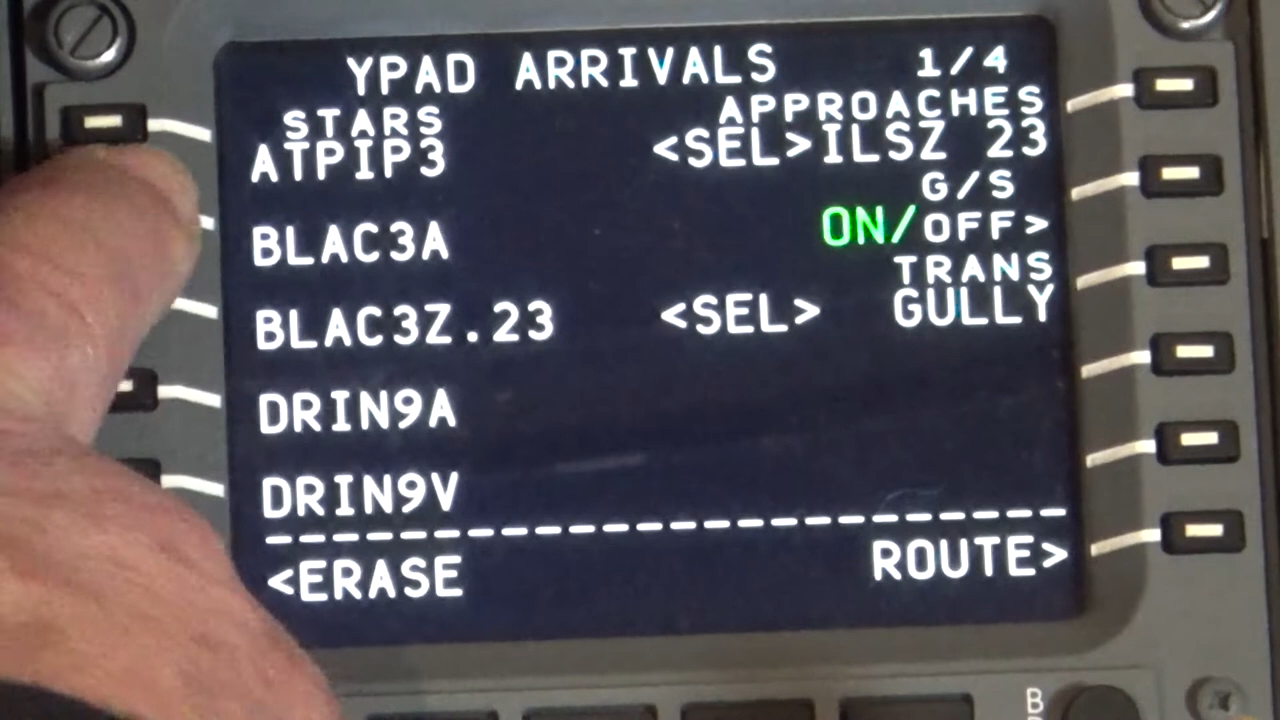 YPAD ARRIVALS 1/4
STARS APPROACHES
ATPIP3 <SEL>ILSZ 23
G/S
BLAC3A ON/OFF>
TRANS
BLAC3Z.23 <SEL> GULLY
DRIN9A
DRIN9V
------------------------
<ERASE ROUTE>
B